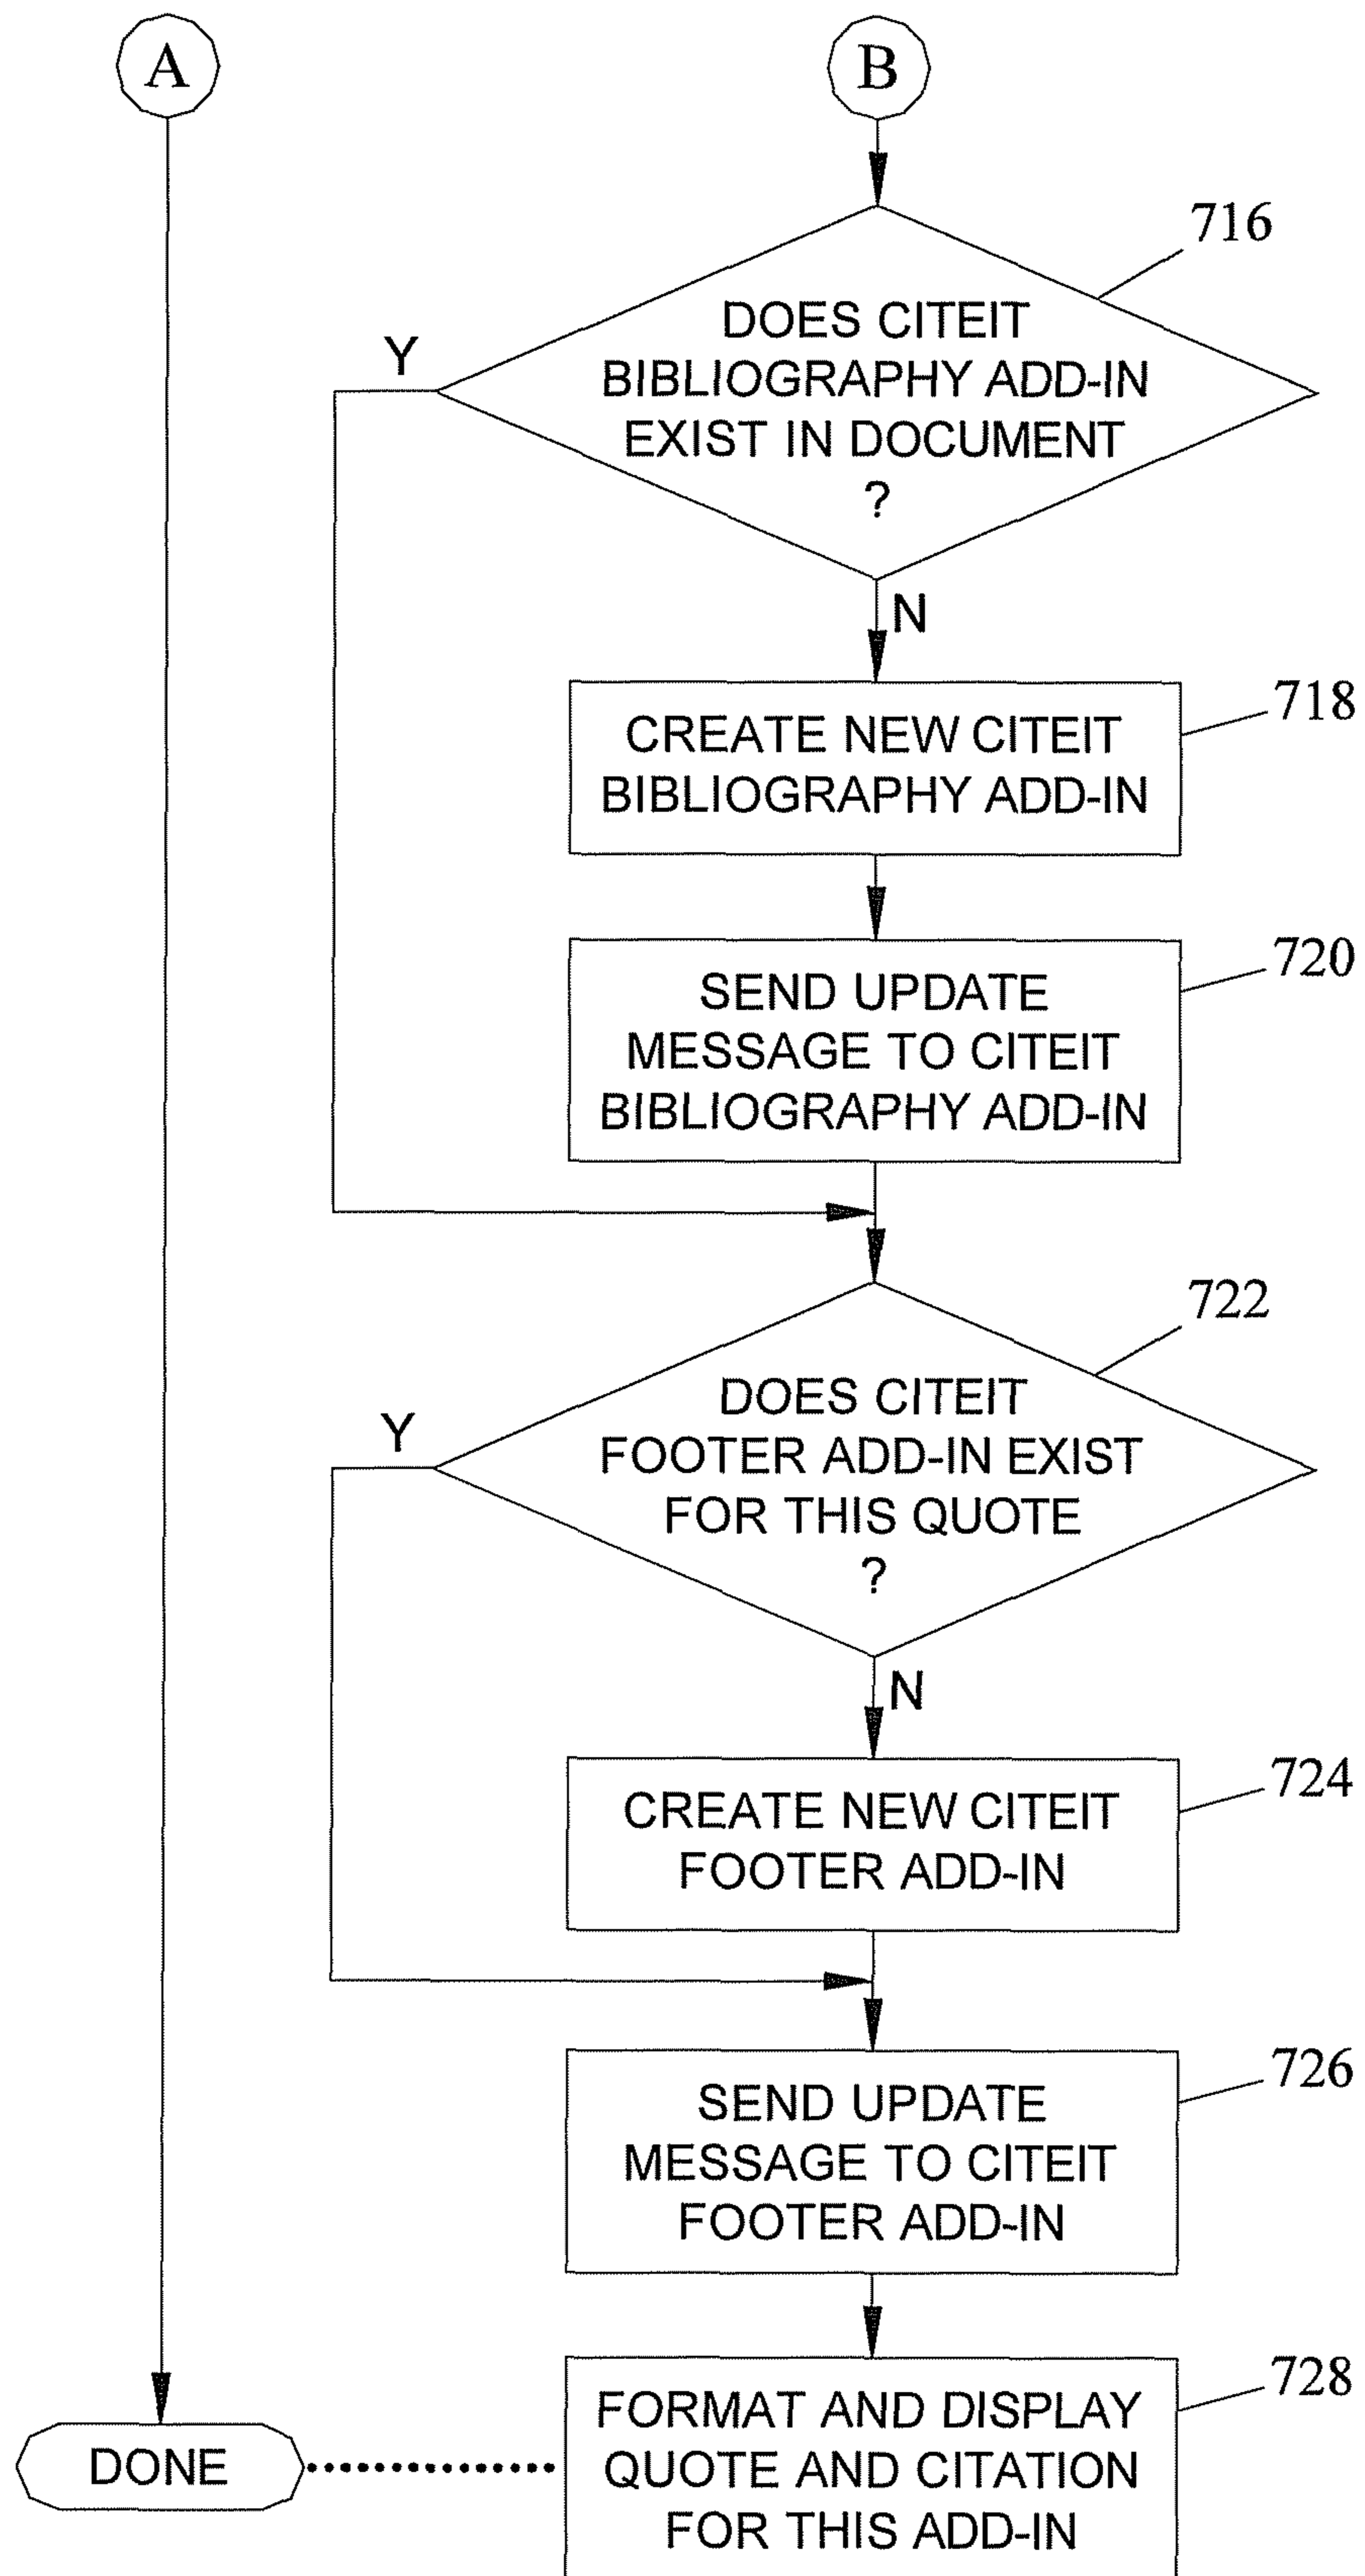 A
B
716
DOES CITEIT
BIBLIOGRAPHY ADD-IN
EXIST IN DOCUMENT
?
Y
N
718
CREATE NEW CITEIT
BIBLIOGRAPHY ADD-IN
720
SEND UPDATE
MESSAGE TO CITEIT
BIBLIOGRAPHY ADD-IN
722
DOES CITEIT
FOOTER ADD-IN EXIST
FOR THIS QUOTE
?
Y
N
724
CREATE NEW CITEIT
FOOTER ADD-IN
726
SEND UPDATE
MESSAGE TO CITEIT
FOOTER ADD-IN
728
FORMAT AND DISPLAY
QUOTE AND CITATION
FOR THIS ADD-IN
DONE